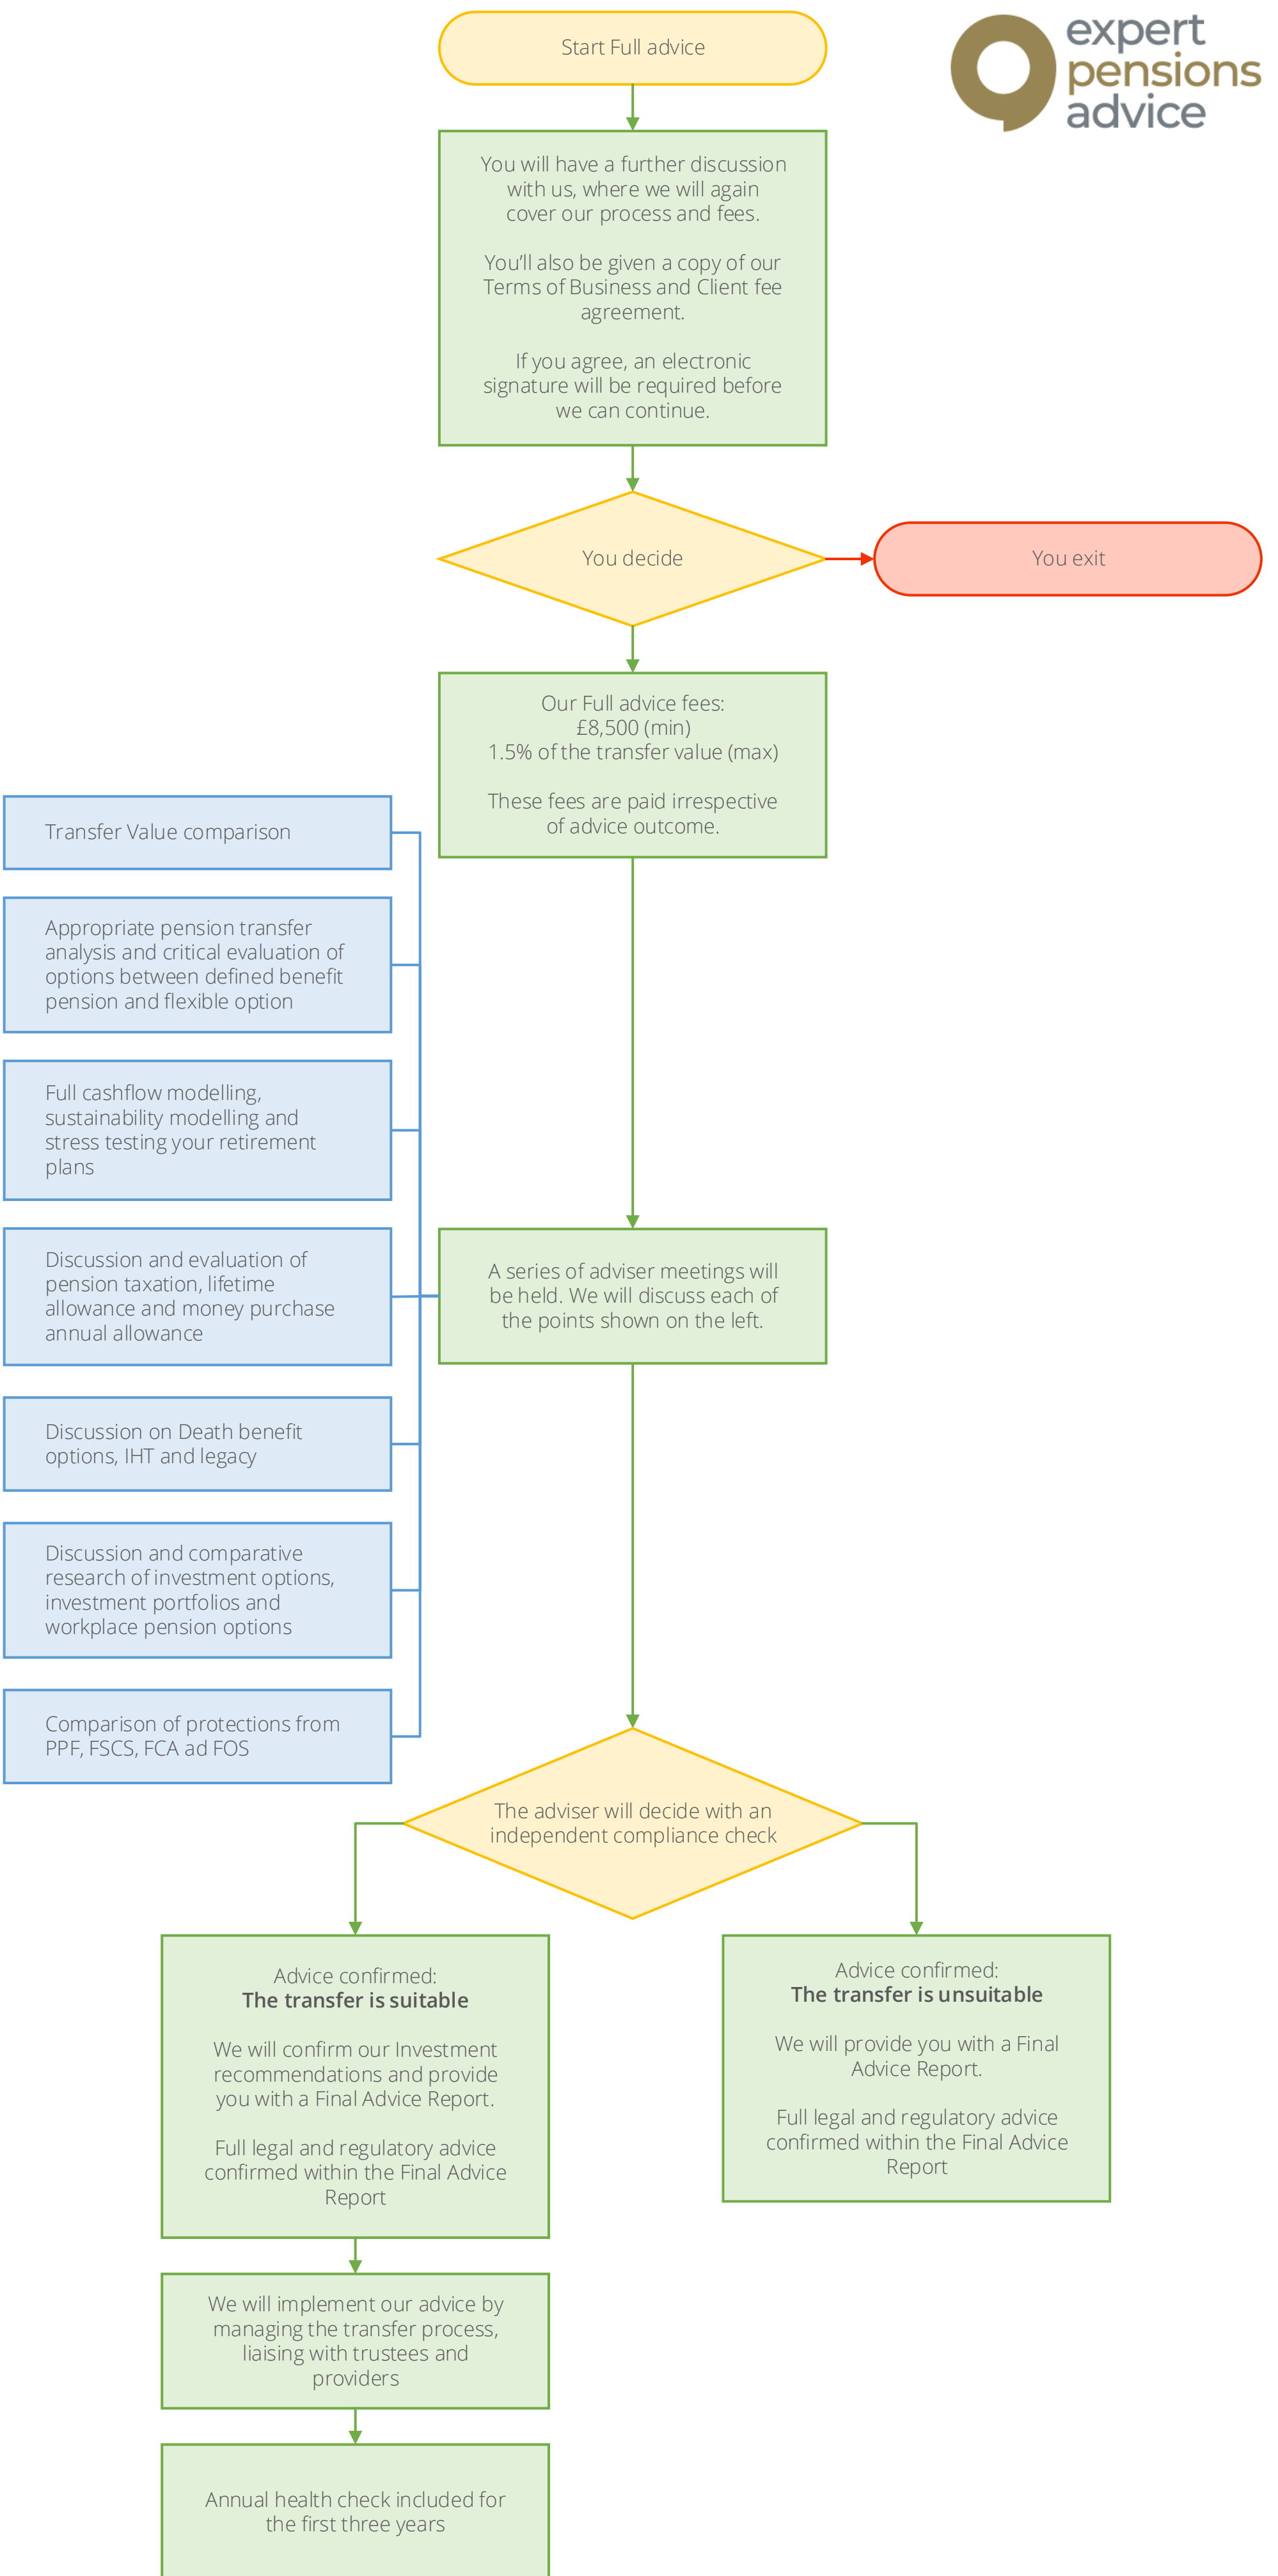 Start Full advice
expert
pensions
advice
You will have a further discussion
with us, where we will again
cover our process and fees.
You’ll also be given a copy of our
Terms of Business and Client fee
agreement.
If you agree, an electronic
signature will be required before
we can continue.
You decide
You exit
Our Full advice fees:
£8,500 (min)
1.5% of the transfer value (max)
These fees are paid irrespective
of advice outcome.
Transfer Value comparison
Appropriate pension transfer
analysis and critical evaluation of
options between defined benefit
pension and flexible option
Full cashflow modelling,
sustainability modelling and
stress testing your retirement
plans
Discussion and evaluation of
pension taxation, lifetime
allowance and money purchase
annual allowance
A series of adviser meetings will
be held. We will discuss each of
the points shown on the left.
Discussion on Death benefit
options, IHT and legacy
Discussion and comparative
research of investment options,
investment portfolios and
workplace pension options
Comparison of protections from
PPF, FSCS, FCA ad FOS
The adviser will decide with an
independent compliance check
Advice confirmed:
The transfer is suitable
We will confirm our Investment
recommendations and provide
you with a Final Advice Report.
Full legal and regulatory advice
confirmed within the Final Advice
Report
Advice confirmed:
The transfer is unsuitable
We will provide you with a Final
Advice Report.
Full legal and regulatory advice
confirmed within the Final Advice
Report
We will implement our advice by
managing the transfer process,
liaising with trustees and
providers
Annual health check included for
the first three years